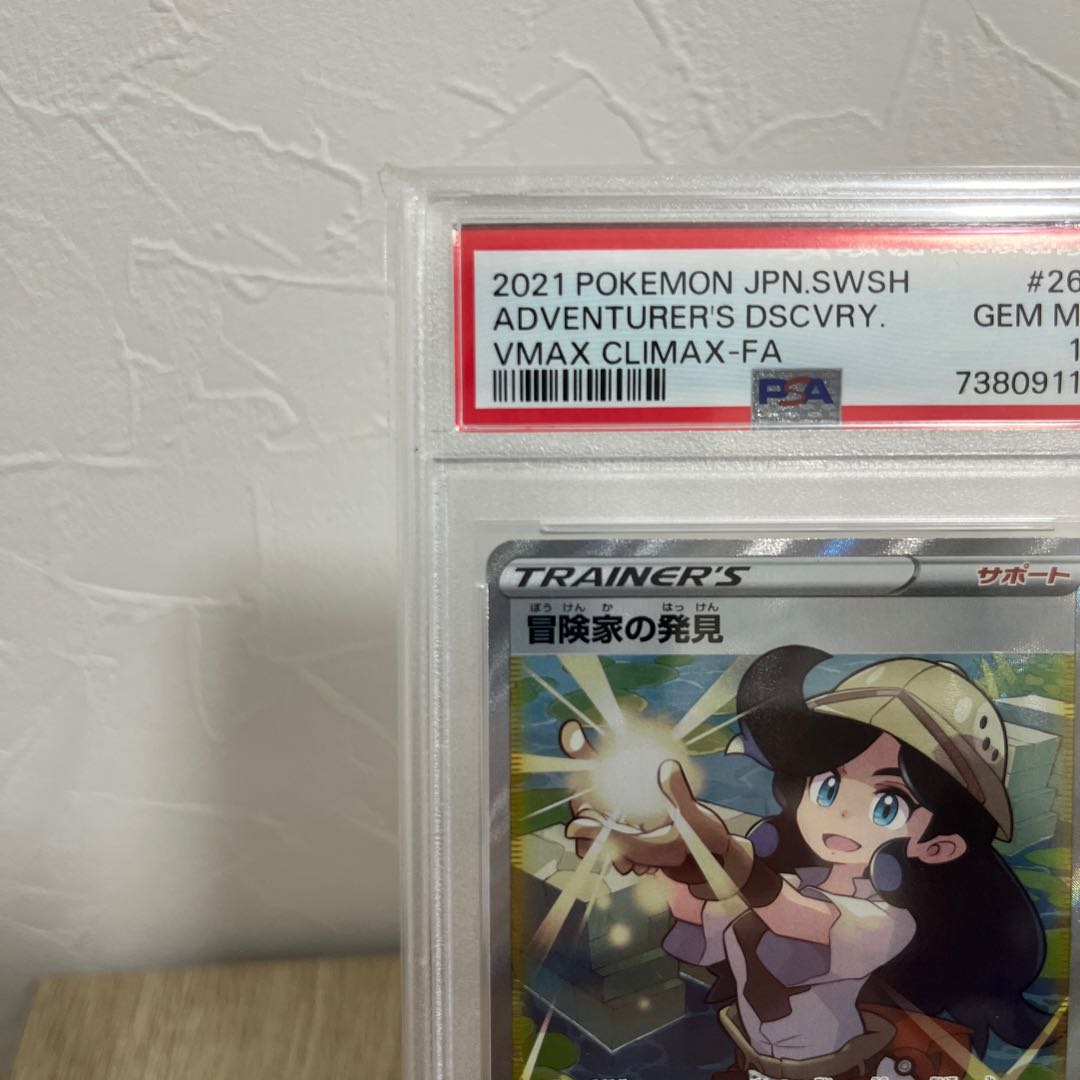 2021 POKEMON JPN.SWSH #26
ADVENTURER'S DSCVRY. GEM M
VMAX CLIMAX-FA 1
7380911
PSA
TRAINER'S サポート
ぼう けん か はっ けん
冒険家の発見